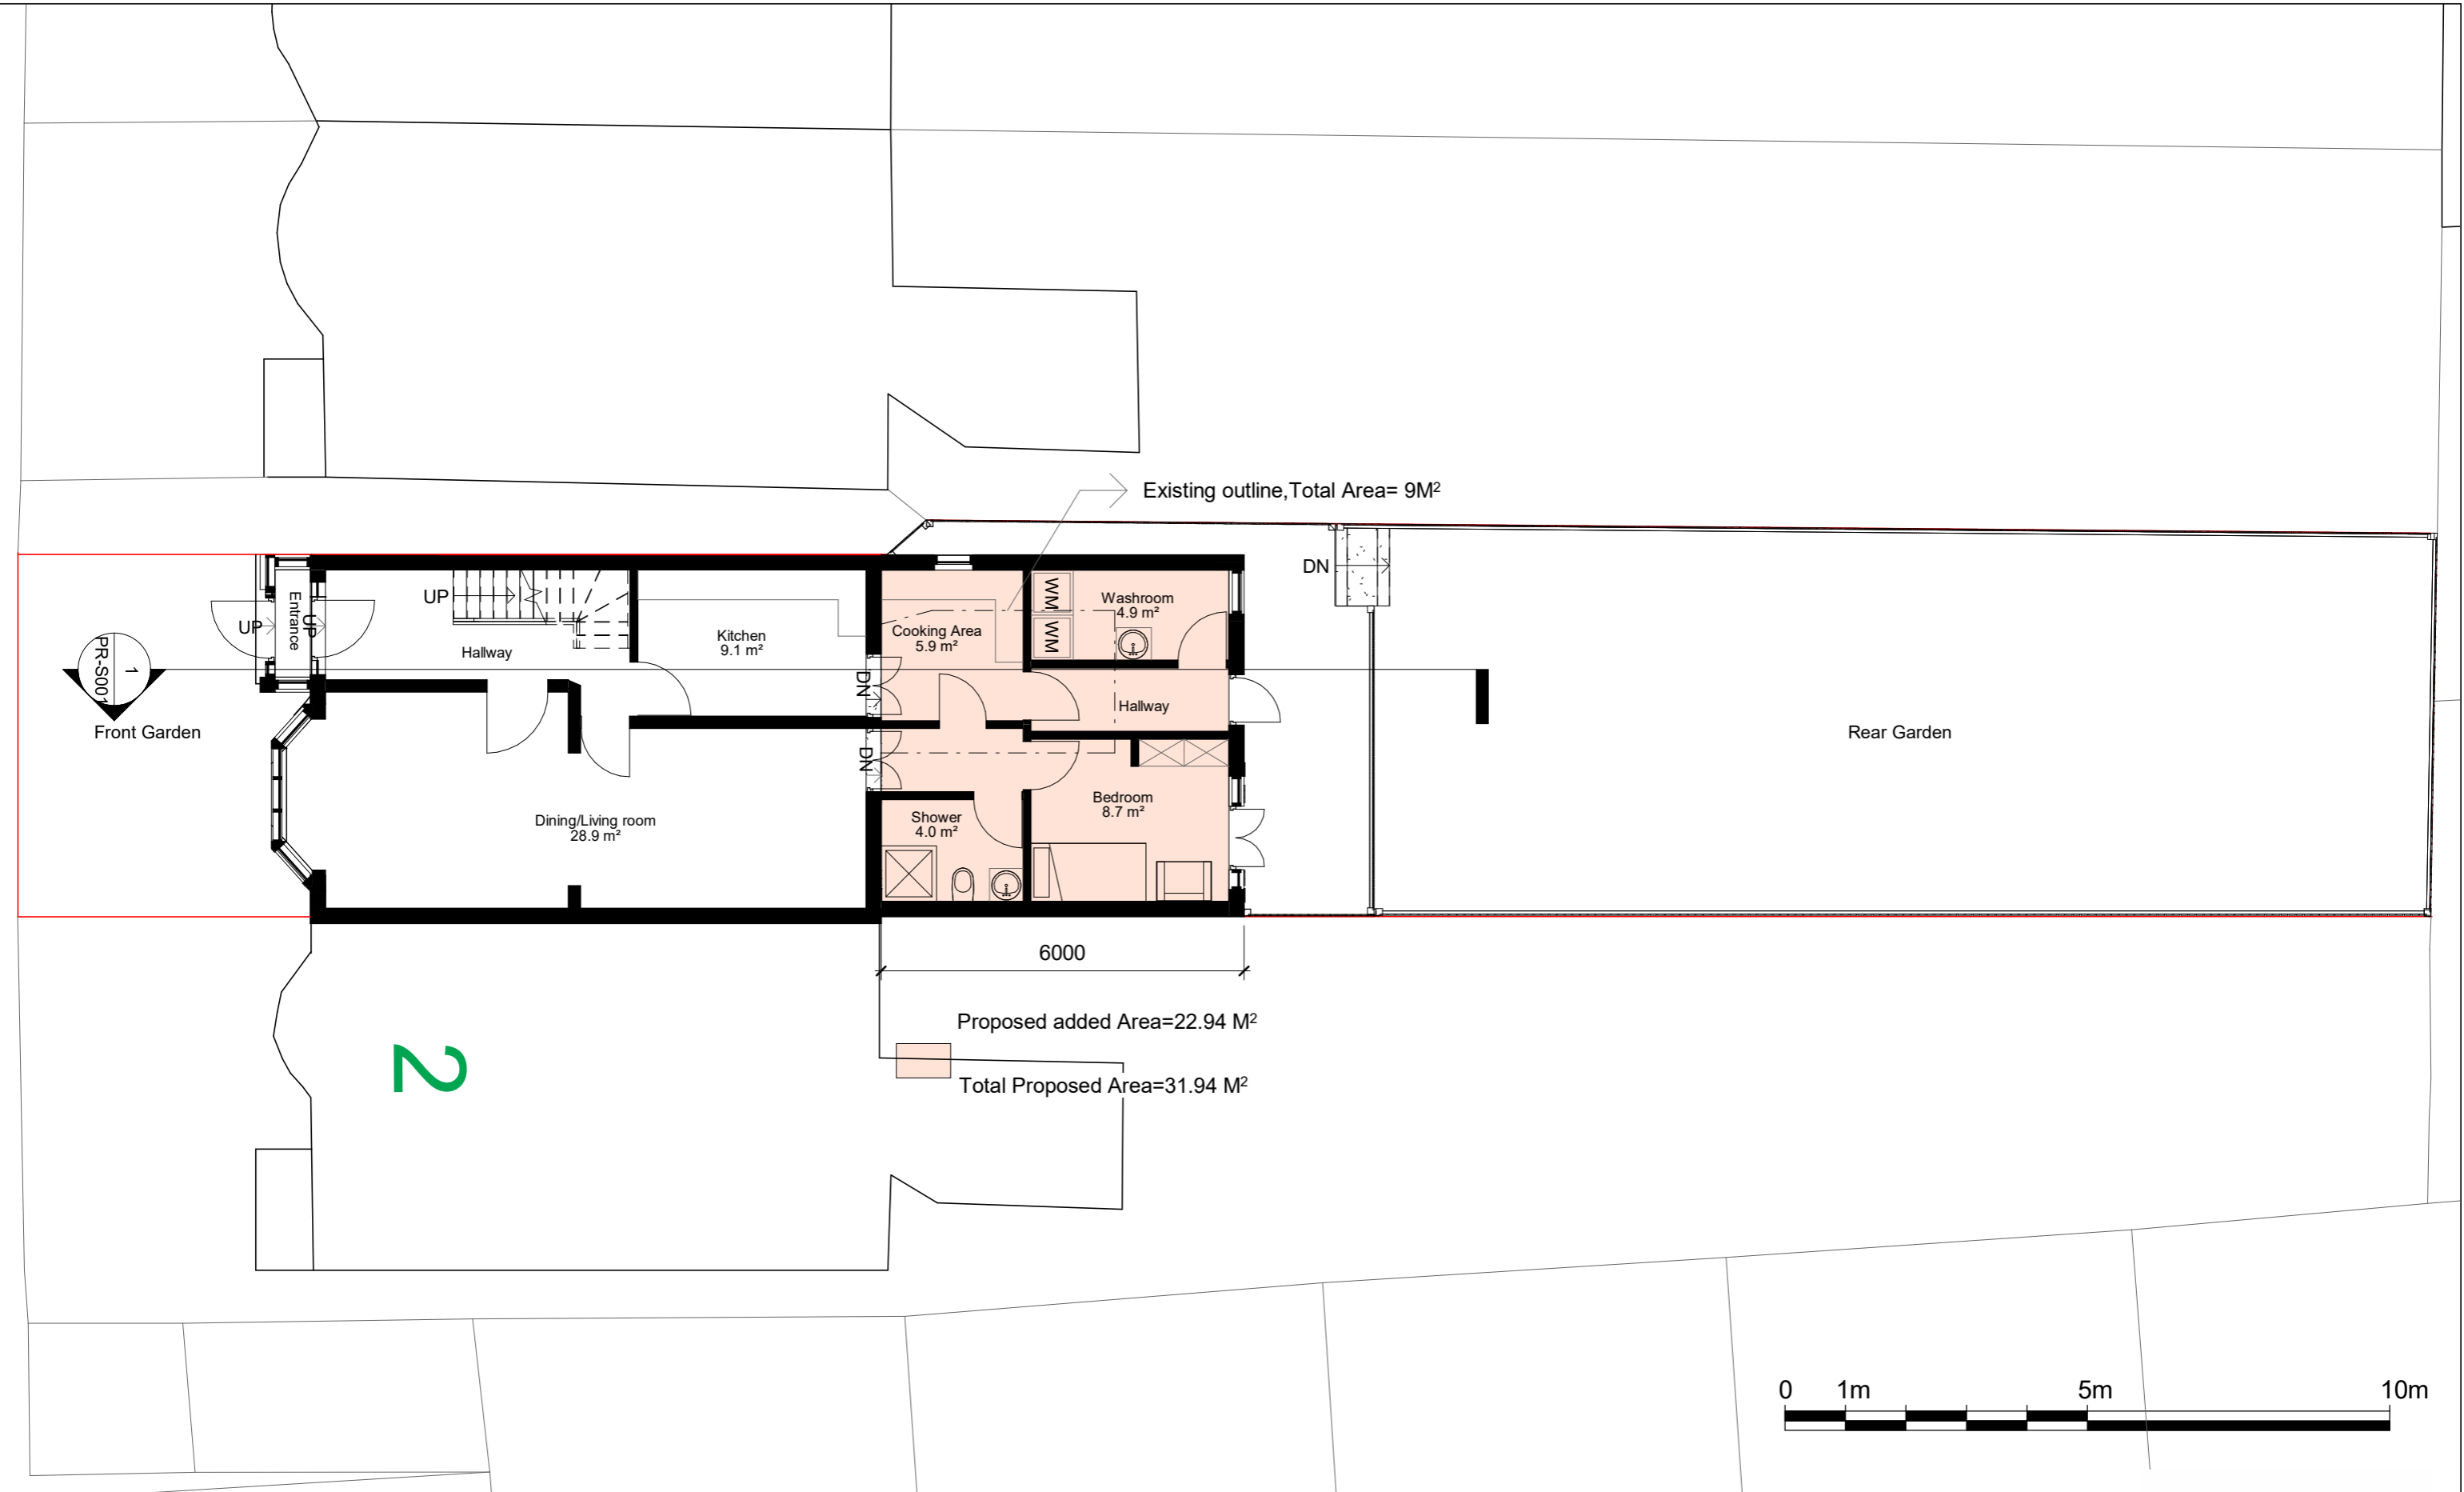 Existing outline,Total Area= 9M²
DN
UP
Entrance
UP
UP
Hallway
Kitchen
9.1 m²
Cooking Area
5.9 m²
WM
WM
Washroom
4.9 m²
1
PR-S001
Front Garden
DN
Hallway
Rear Garden
DN
Dining/Living room
28.9 m²
Shower
4.0 m²
Bedroom
8.7 m²
6000
Proposed added Area=22.94 M²
Total Proposed Area=31.94 M²
2
0 1m 5m 10m